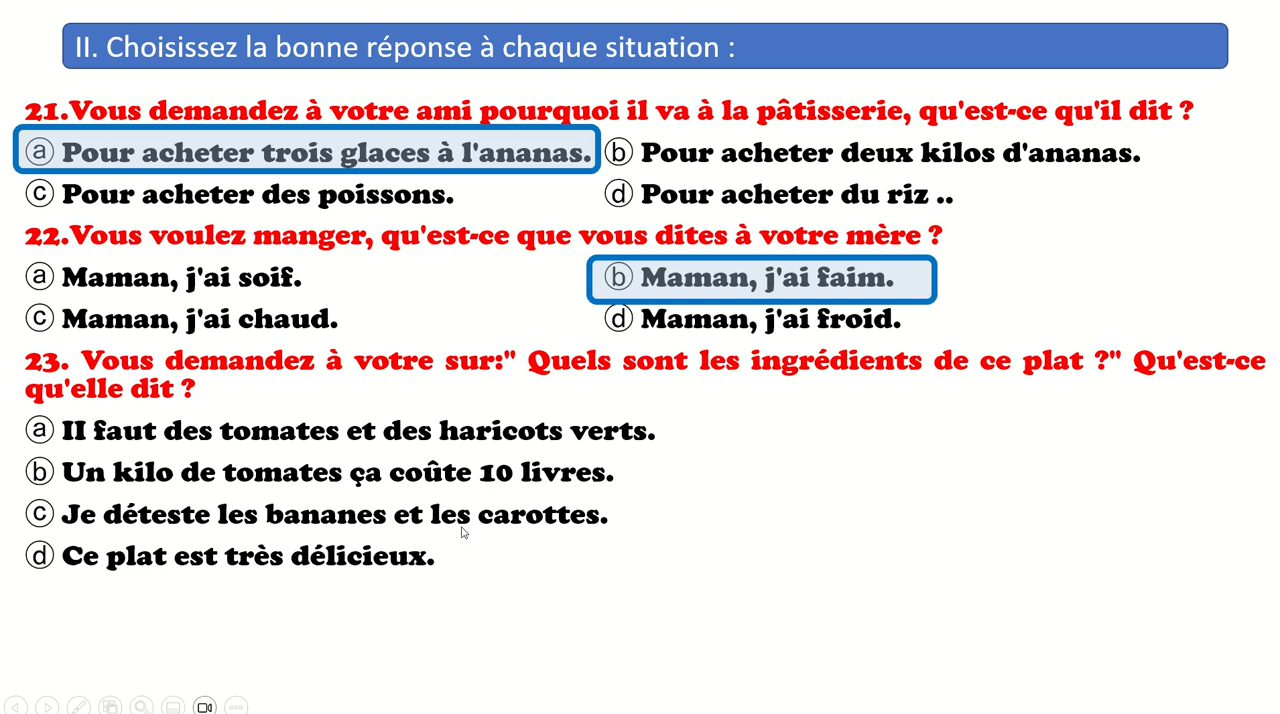 II. Choisissez la bonne réponse à chaque situation :
21.Vous demandez à votre ami pourquoi il va à la pâtisserie, qu'est-ce qu'il dit ?
ⓐ Pour acheter trois glaces à l'ananas. ⓑ Pour acheter deux kilos d'ananas.
ⓒ Pour acheter des poissons. ⓓ Pour acheter du riz ..
22.Vous voulez manger, qu'est-ce que vous dites à votre mère ?
ⓐ Maman, j'ai soif. ⓑ Maman, j'ai faim.
ⓒ Maman, j'ai chaud. ⓓ Maman, j'ai froid.
23. Vous demandez à votre sur:" Quels sont les ingrédients de ce plat ?" Qu'est-ce
qu'elle dit ?
ⓐ II faut des tomates et des haricots verts.
ⓑ Un kilo de tomates ça coûte 10 livres.
ⓒ Je déteste les bananes et les carottes.
ⓓ Ce plat est très délicieux.